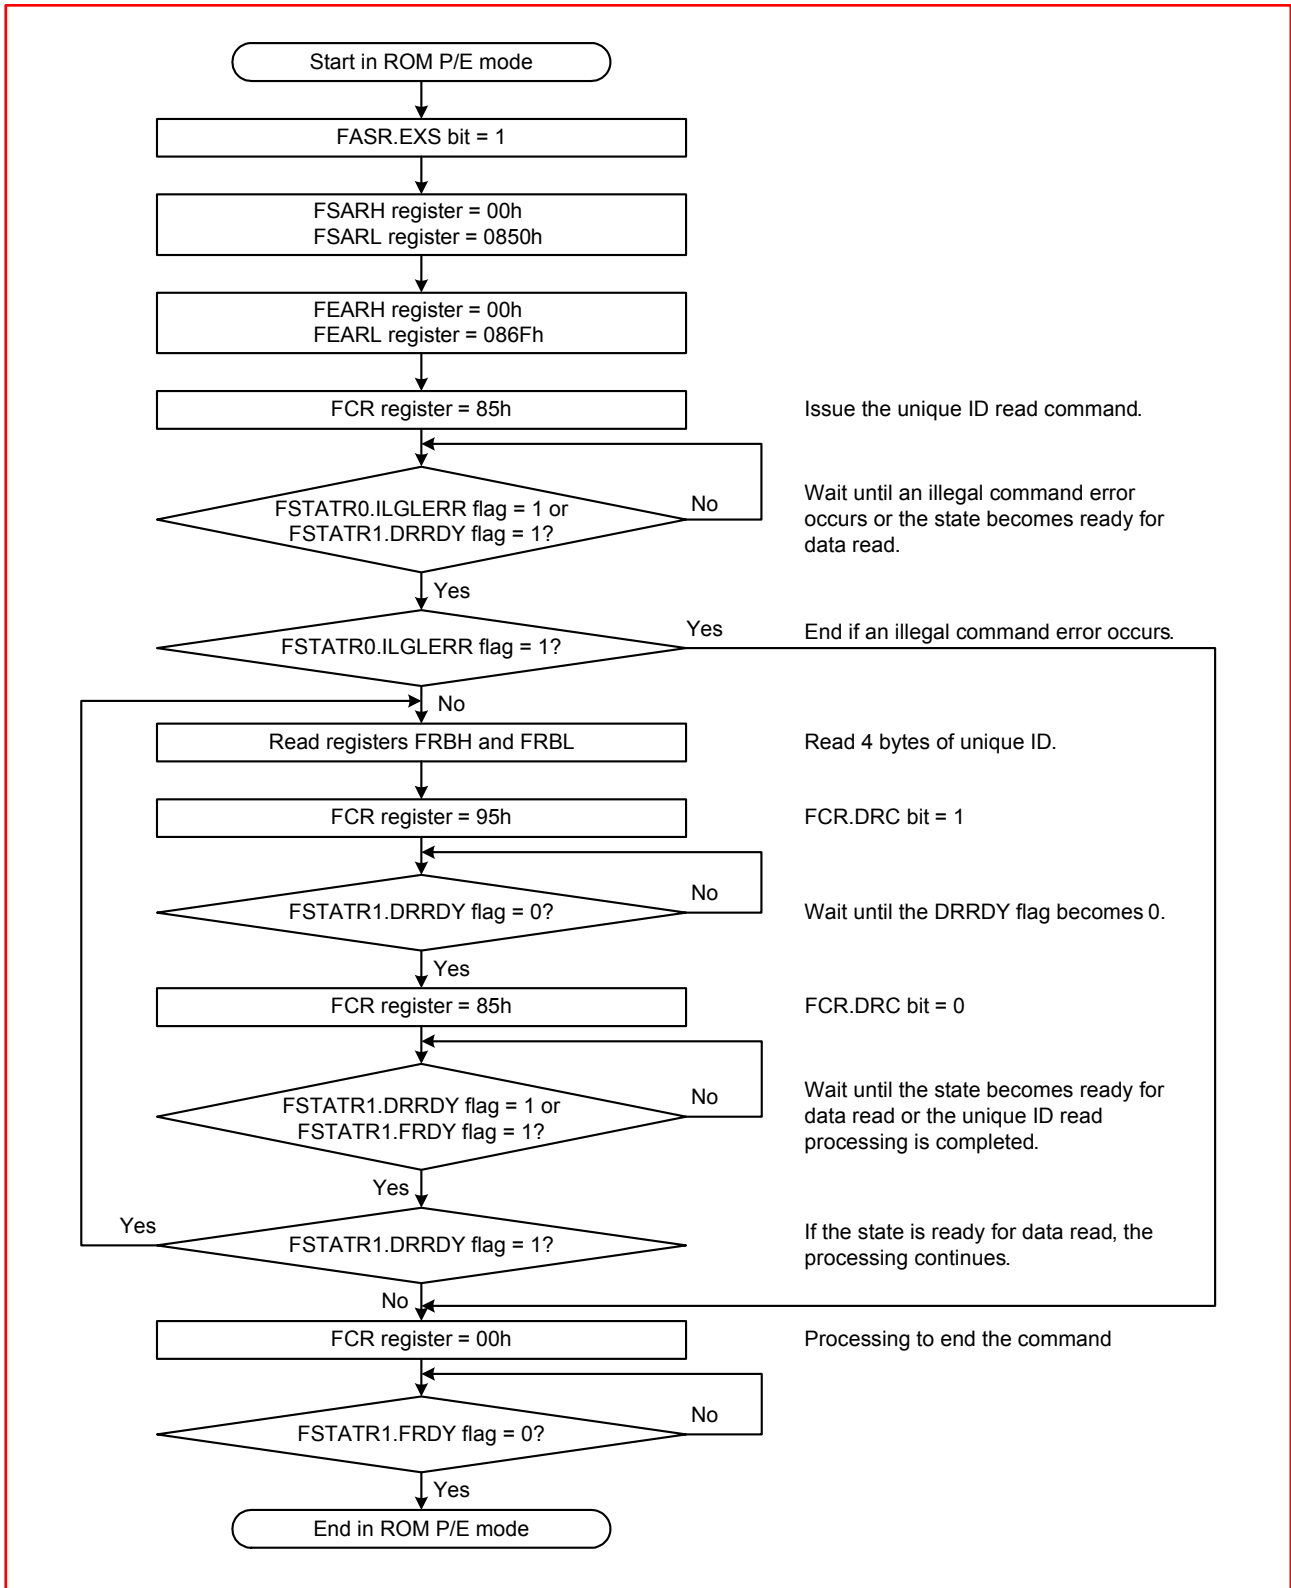 Start in ROM P/E mode
FASR.EXS bit = 1
FSARH register = 00h
FSARL register = 0850h
FEARH register = 00h
FEARL register = 086Fh
FCR register = 85h
Issue the unique ID read command.
FSTATR0.ILGLERR flag = 1 or
FSTATR1.DRRDY flag = 1?
No
Wait until an illegal command error
occurs or the state becomes ready for
data read.
Yes
FSTATR0.ILGLERR flag = 1?
Yes
End if an illegal command error occurs.
No
Read registers FRBH and FRBL
Read 4 bytes of unique ID.
FCR register = 95h
FCR.DRC bit = 1
FSTATR1.DRRDY flag = 0?
No
Wait until the DRRDY flag becomes 0.
Yes
FCR register = 85h
FCR.DRC bit = 0
FSTATR1.DRRDY flag = 1 or
FSTATR1.FRDY flag = 1?
No
Wait until the state becomes ready for
data read or the unique ID read
processing is completed.
Yes
Yes
FSTATR1.DRRDY flag = 1?
If the state is ready for data read, the
processing continues.
No
FCR register = 00h
Processing to end the command
FSTATR1.FRDY flag = 0?
No
Yes
End in ROM P/E mode